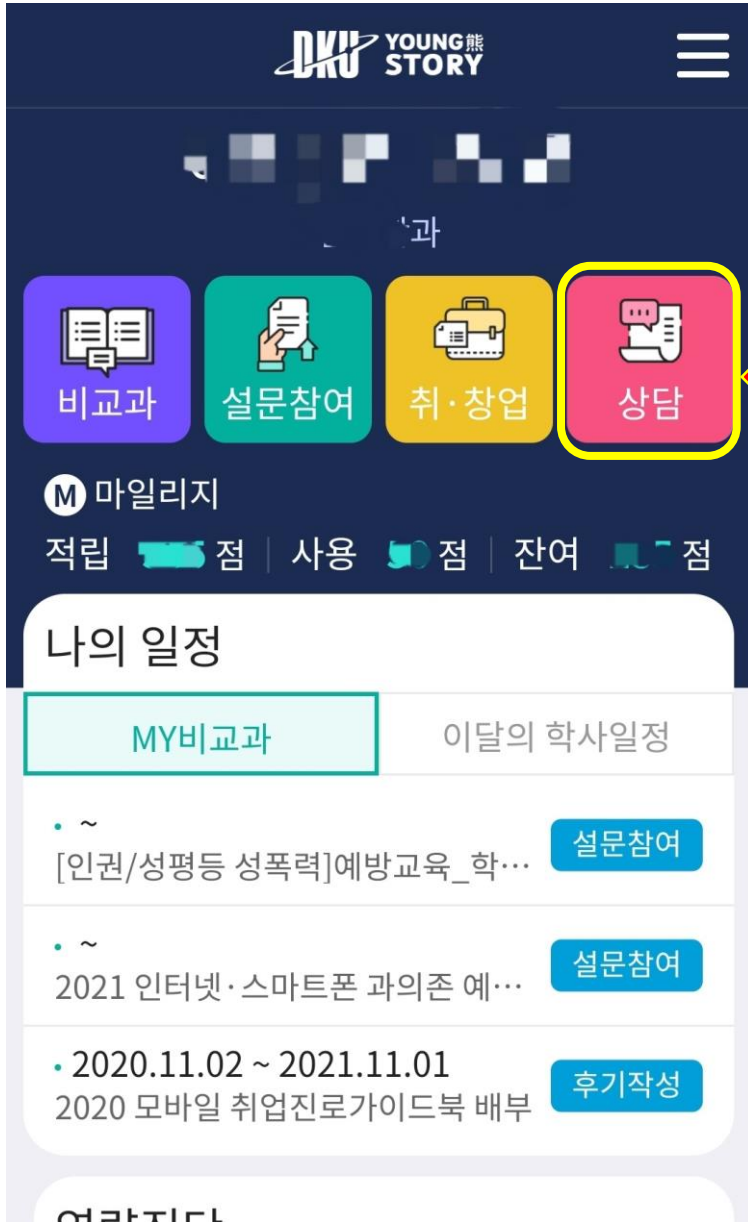 DKU YOUNG熊
STORY
과
비교과 설문참여 취·창업 상담
M 마일리지
적립 점 | 사용 점 | 잔여 점
나의 일정
MY비교과 이달의 학사일정
~
[인권/성평등 성폭력]예방교육_학… 설문참여
~
2021 인터넷·스마트폰 과의존 예… 설문참여
2020.11.02 ~ 2021.11.01
2020 모바일 취업진로가이드북 배부 후기작성